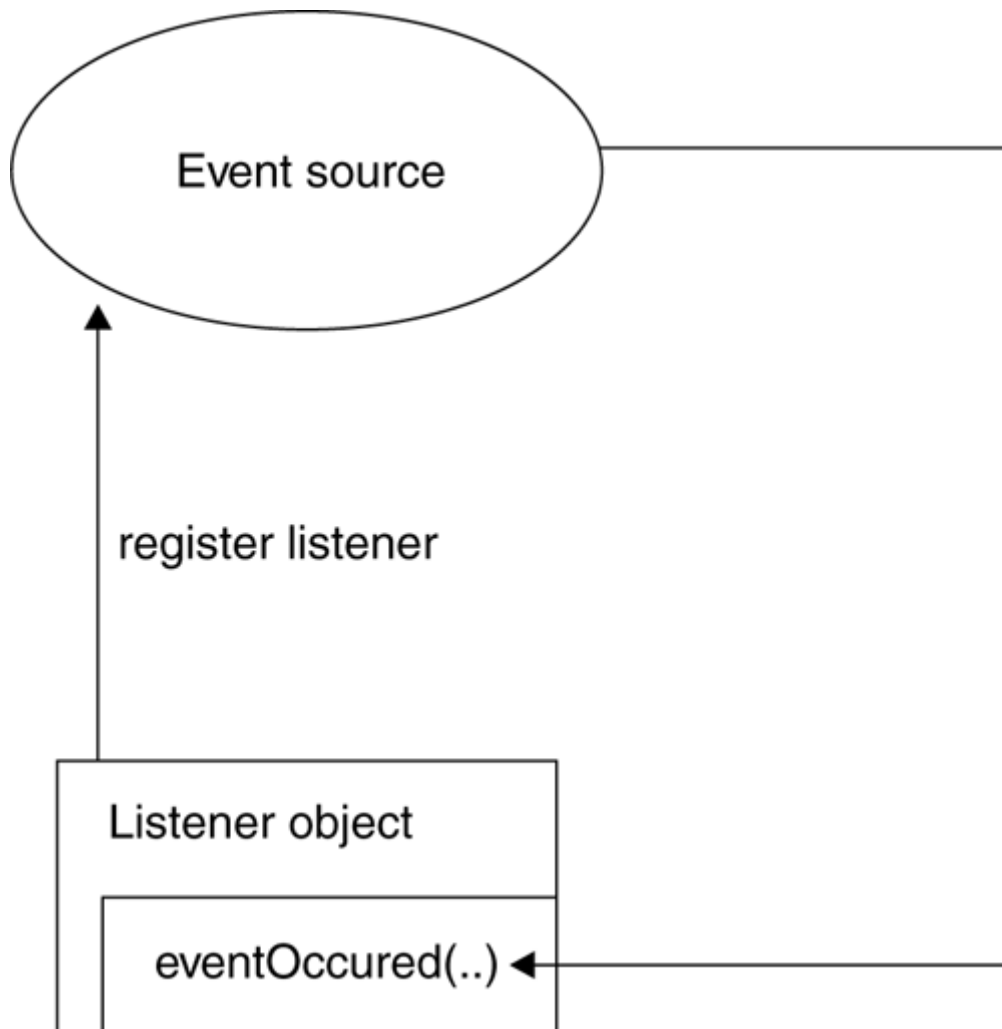 Event source
register listener
Listener object
eventOccured(..)